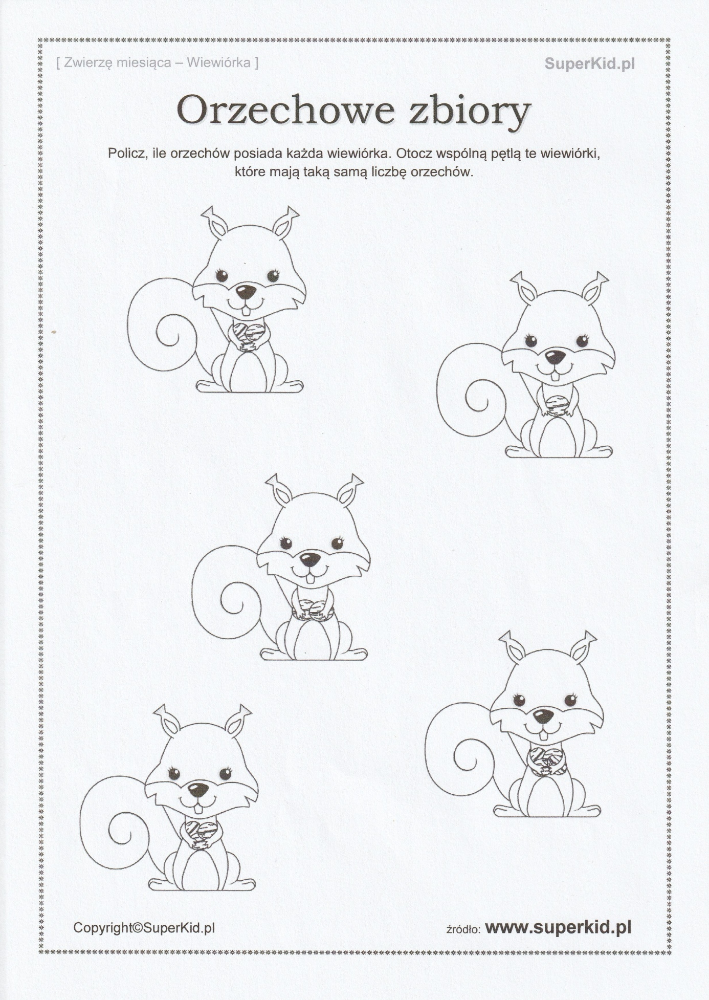 [ Zwierzę miesiąca – Wiewiórka ]
SuperKid.pl
Orzechowe zbiory
Policz, ile orzechów posiada każda wiewiórka. Otocz wspólną pętlą te wiewiórki,
które mają taką samą liczbę orzechów.
Copyright©SuperKid.pl
źródło: www.superkid.pl